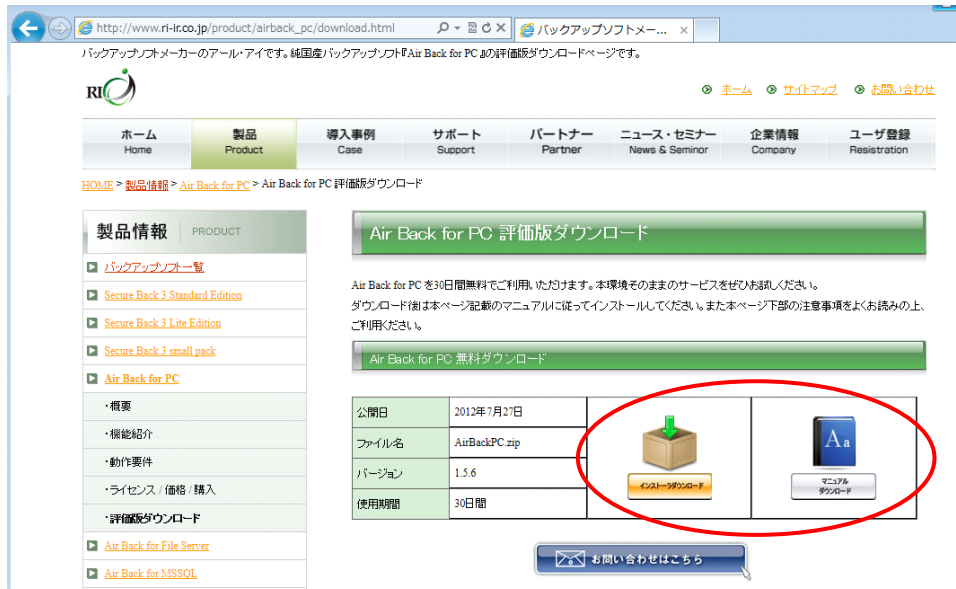 http://www.ri-ir.co.jp/product/airback_pc/download.html
バックアップソフトメー... ×
バックアップソフトメーカーのアール・アイです。純国産バックアップソフト『Air Back for PC 』の評価版ダウンロードページです。
RI
ホーム サイトマップ お問い合わせ
ホーム 製品 導入事例 サポート パートナー ニュース・セミナー 企業情報 ユーザ登録
Home Product Case Support Partner News & Seminor Company Resistration
HOME > 製品情報 > Air Back for PC > Air Back for PC 評価版ダウンロード
製品情報 PRODUCT
バックアップソフト一覧
Secure Back 3 Standard Edition
Secure Back 3 Lite Edition
Secure Back 3 small pack
Air Back for PC
・概要
・機能紹介
・動作要件
・ライセンス / 価格 / 購入
・評価版ダウンロード
Air Back for File Server
Air Back for MSSQL
Air Back for PC 評価版ダウンロード
Air Back for PC を30日間無料でご利用いただけます。本環境そのままのサービスをぜひお試しください。
ダウンロード後は本ページ記載のマニュアルに従ってインストールしてください。また本ページ下部の注意事項をよくお読みの上、
ご利用ください。
Air Back for PC 無料ダウンロード
公開日 2012年7月27日
ファイル名 AirBackPC.zip
バージョン 1.5.6
使用期間 30日間
インストーラダウンロード
Aa
マニュアル
ダウンロード
お問い合わせはこちら